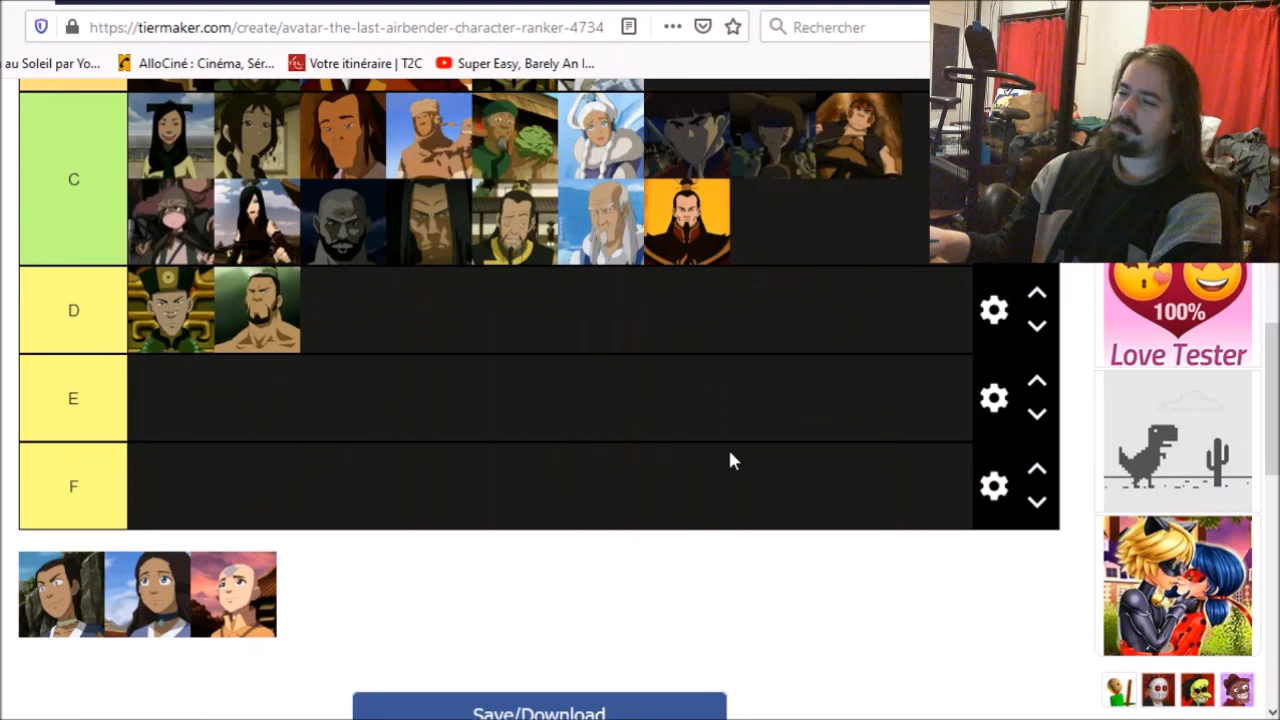 https://tiermaker.com/create/avatar-the-last-airbender-character-ranker-4734
Rechercher
au Soleil par Yo...
AlloCiné : Cinéma, Sér...
Votre itinéraire | T2C
Super Easy, Barely An I...
C
D
E
F
100%
Love Tester
Save/Download